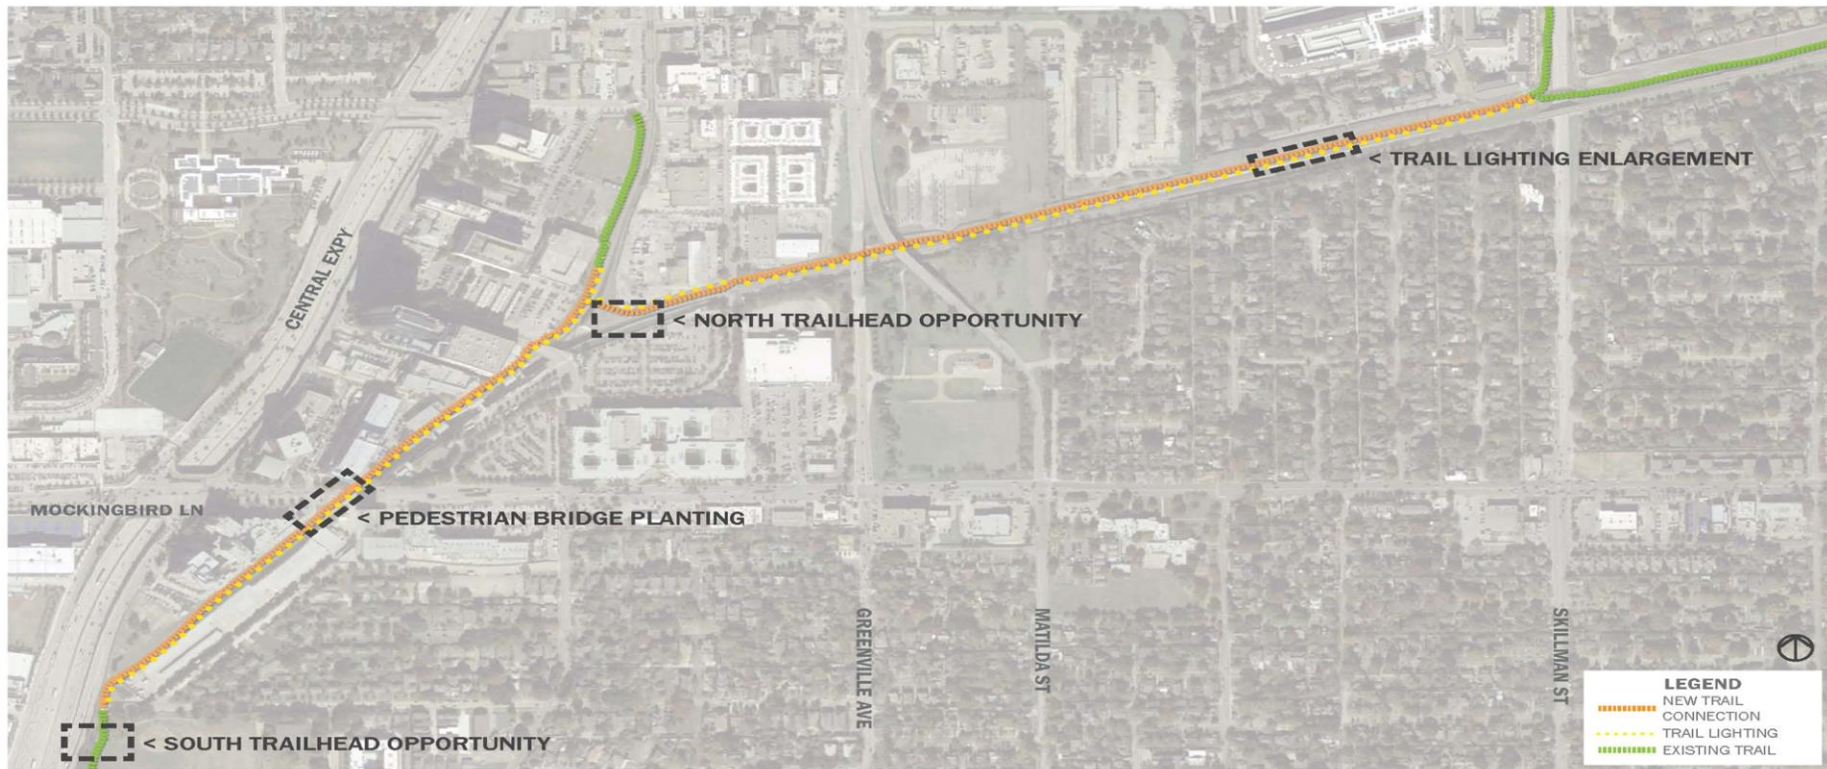 < TRAIL LIGHTING ENLARGEMENT
CENTRAL EXPY
< NORTH TRAILHEAD OPPORTUNITY
MOCKINGBIRD LN
< PEDESTRIAN BRIDGE PLANTING
GREENVILLE AVE
MATILDA ST
SKILLMAN ST
< SOUTH TRAILHEAD OPPORTUNITY
LEGEND
NEW TRAIL
CONNECTION
TRAIL LIGHTING
EXISTING TRAIL